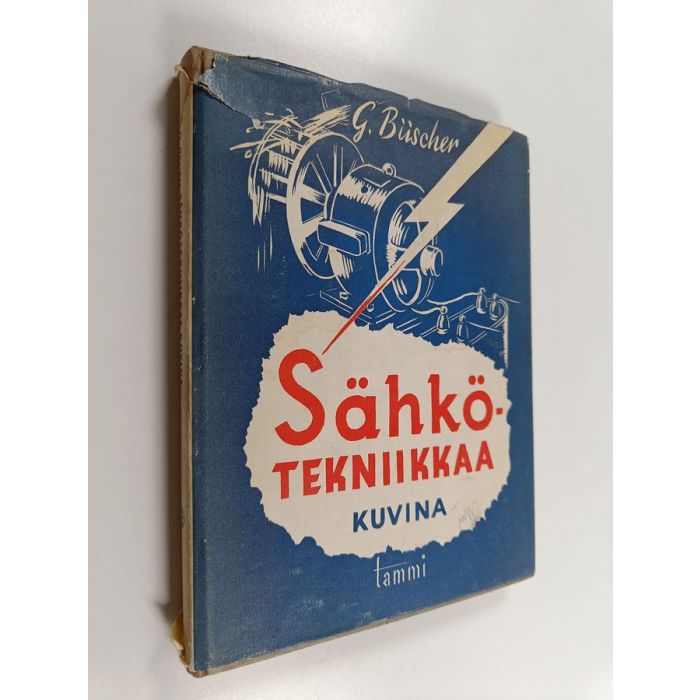 G. Büscher
Sähkö-
TEKNIIKKAA
KUVINA
tammi